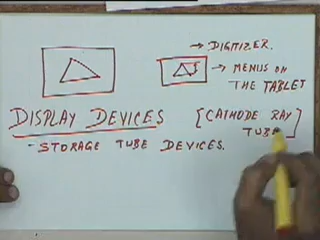 → DIGITIZER.
→ MENUS ON
THE TABLET
DISPLAY DEVICES
[CATHODE RAY
TUBE]
- STORAGE TUBE DEVICES.